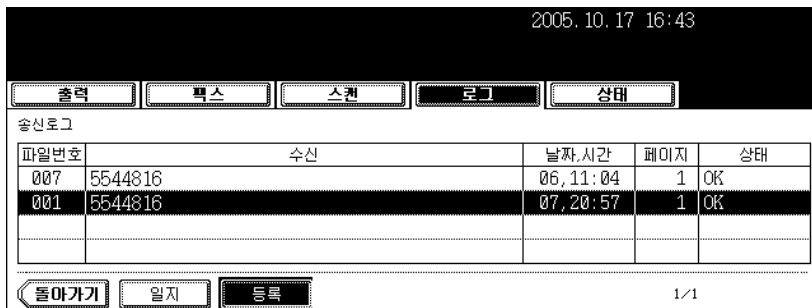 2005.10.17 16:43
출력 팩스 스캔 로그 상태
송신로그
파일번호 수신 날짜,시간 페이지 상태
007 5544816 06,11:04 1 OK
001 5544816 07,20:57 1 OK
돌아가기 일지 등록 1/1